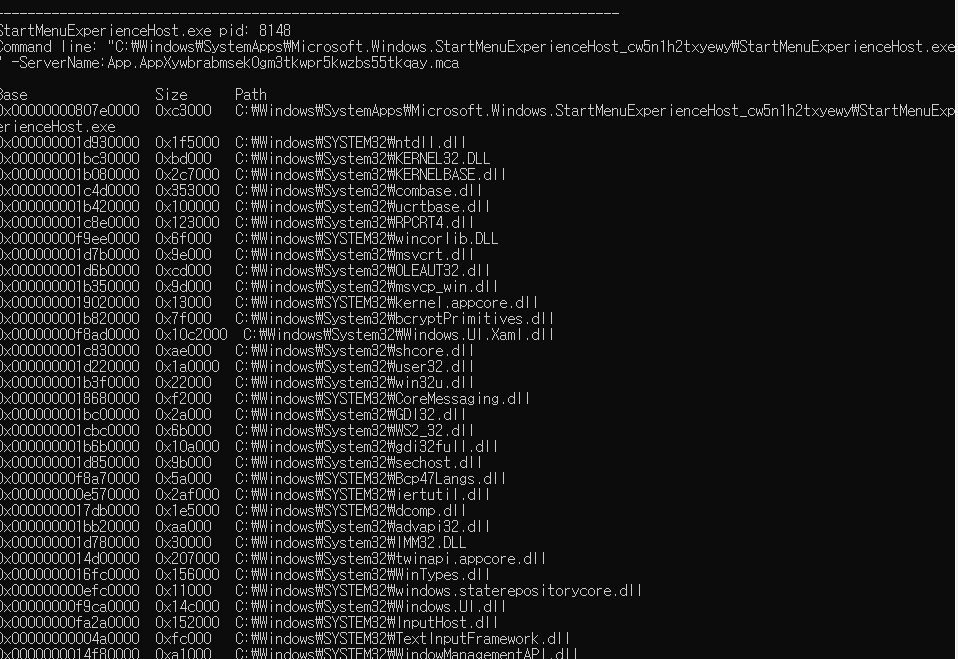 ------------------------------------------------------------------------------
StartMenuExperienceHost.exe pid: 8148
Command line: "C:₩Windows₩SystemApps₩Microsoft.Windows.StartMenuExperienceHost_cw5n1h2txyewy₩StartMenuExperienceHost.exe
" -ServerName:App.AppXywbrabmsek0gm3tkwpr5kwzbs55tkqay.mca
Base Size Path
0x00000000807e0000 0xc3000 C:₩Windows₩SystemApps₩Microsoft.Windows.StartMenuExperienceHost_cw5n1h2txyewy₩StartMenuExp
erienceHost.exe
0x000000001d930000 0x1f5000 C:₩Windows₩SYSTEM32₩ntdll.dll
0x000000001bc30000 0xbd000 C:₩Windows₩System32₩KERNEL32.DLL
0x000000001b080000 0x2c7000 C:₩Windows₩System32₩KERNELBASE.dll
0x000000001c4d0000 0x353000 C:₩Windows₩System32₩combase.dll
0x000000001b420000 0x100000 C:₩Windows₩System32₩ucrtbase.dll
0x000000001c8e0000 0x123000 C:₩Windows₩System32₩RPCRT4.dll
0x00000000f9ee0000 0x6f000 C:₩Windows₩SYSTEM32₩wincorlib.DLL
0x000000001d7b0000 0x9e000 C:₩Windows₩System32₩msvcrt.dll
0x000000001d6b0000 0xcd000 C:₩Windows₩System32₩OLEAUT32.dll
0x000000001b350000 0x9d000 C:₩Windows₩System32₩msvcp_win.dll
0x0000000019020000 0x13000 C:₩Windows₩SYSTEM32₩kernel.appcore.dll
0x000000001b820000 0x7f000 C:₩Windows₩System32₩bcryptPrimitives.dll
0x00000000f8ad0000 0x10c2000 C:₩Windows₩System32₩Windows.UI.Xaml.dll
0x000000001c830000 0xae000 C:₩Windows₩System32₩shcore.dll
0x000000001d220000 0x1a0000 C:₩Windows₩System32₩user32.dll
0x000000001b3f0000 0x22000 C:₩Windows₩System32₩win32u.dll
0x0000000018680000 0xf2000 C:₩Windows₩SYSTEM32₩CoreMessaging.dll
0x000000001bc00000 0x2a000 C:₩Windows₩System32₩GDI32.dll
0x000000001cbc0000 0x6b000 C:₩Windows₩System32₩WS2_32.dll
0x000000001b6b0000 0x10a000 C:₩Windows₩System32₩gdi32full.dll
0x000000001d850000 0x9b000 C:₩Windows₩System32₩sechost.dll
0x00000000f8a70000 0x5a000 C:₩Windows₩SYSTEM32₩Bcp47Langs.dll
0x000000000e570000 0x2af000 C:₩Windows₩SYSTEM32₩iertutil.dll
0x0000000017db0000 0x1e5000 C:₩Windows₩SYSTEM32₩dcomp.dll
0x000000001bb20000 0xaa000 C:₩Windows₩System32₩advapi32.dll
0x000000001d780000 0x30000 C:₩Windows₩System32₩IMM32.DLL
0x0000000014d00000 0x207000 C:₩Windows₩System32₩twinapi.appcore.dll
0x0000000016fc0000 0x156000 C:₩Windows₩SYSTEM32₩WinTypes.dll
0x000000000efc0000 0x11000 C:₩Windows₩SYSTEM32₩windows.staterepositorycore.dll
0x00000000f9ca0000 0x14c000 C:₩Windows₩System32₩Windows.UI.dll
0x00000000fa2a0000 0x152000 C:₩Windows₩System32₩InputHost.dll
0x00000000004a0000 0xfc000 C:₩Windows₩SYSTEM32₩TextInputFramework.dll
0x0000000014f80000 0xa1000 C:₩Windows₩System32₩WindowManagementAPI.dll